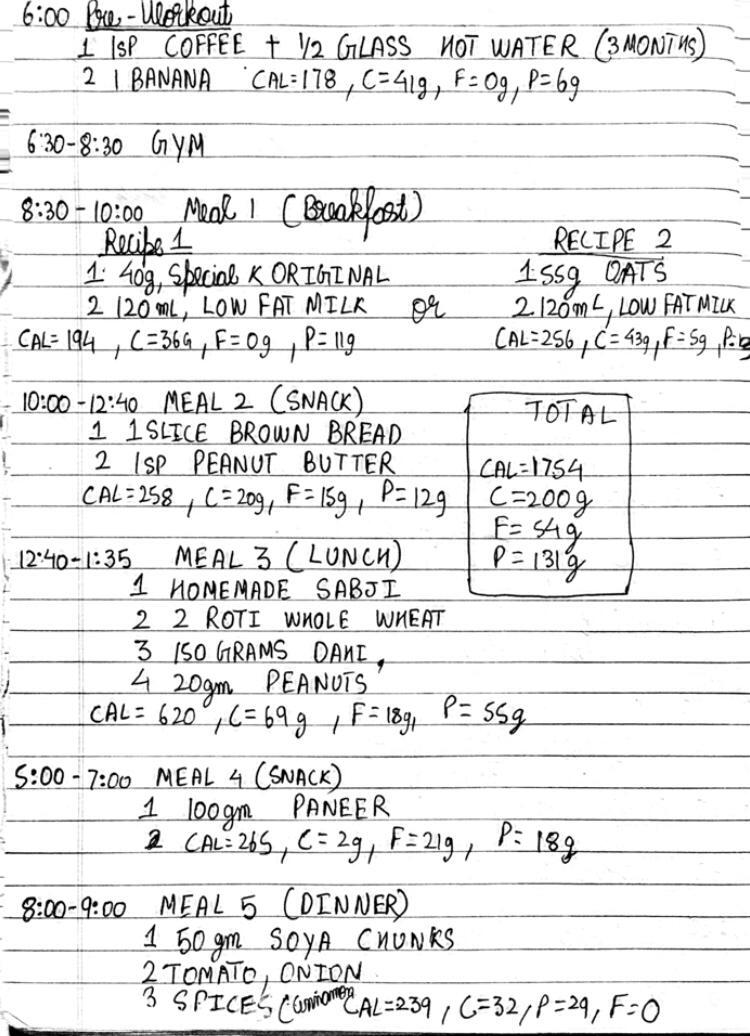 6:00 Pre-Workout
1 1SP COFFEE + 1/2 GLASS HOT WATER (3 MONTHS)
2 1 BANANA CAL=178, C=41g, F=0g, P=6g
6:30-8:30 GYM
8:30-10:00 Meal 1 (Breakfast)
Recipe 1
1. 40g, Special K ORIGINAL
2 120mL, LOW FAT MILK
CAL=194, C=36G, F=0g, P=11g
or
RECIPE 2
1. 55g OATS
2. 120mL, LOW FAT MILK
CAL=256, C=43g, F=5g, P=
10:00-12:40 MEAL 2 (SNACK)
1 1 SLICE BROWN BREAD
2 1SP PEANUT BUTTER
CAL=258, C=20g, F=15g, P=12g
TOTAL
CAL=1754
C=200g
F=54g
P=131g
12:40-1:35 MEAL 3 (LUNCH)
1 HOMEMADE SABJI
2 2 ROTI WHOLE WHEAT
3 150 GRAMS DAHI,
4 20gm PEANUTS
CAL=620, C=69g, F=18g, P=55g
5:00-7:00 MEAL 4 (SNACK)
1 100gm PANEER
2 CAL=265, C=2g, F=21g, P=18g
8:00-9:00 MEAL 5 (DINNER)
1 50gm SOYA CHUNKS
2 TOMATO, ONION
3 SPICES (Cinnamon CAL=239, C=32, P=29, F=0